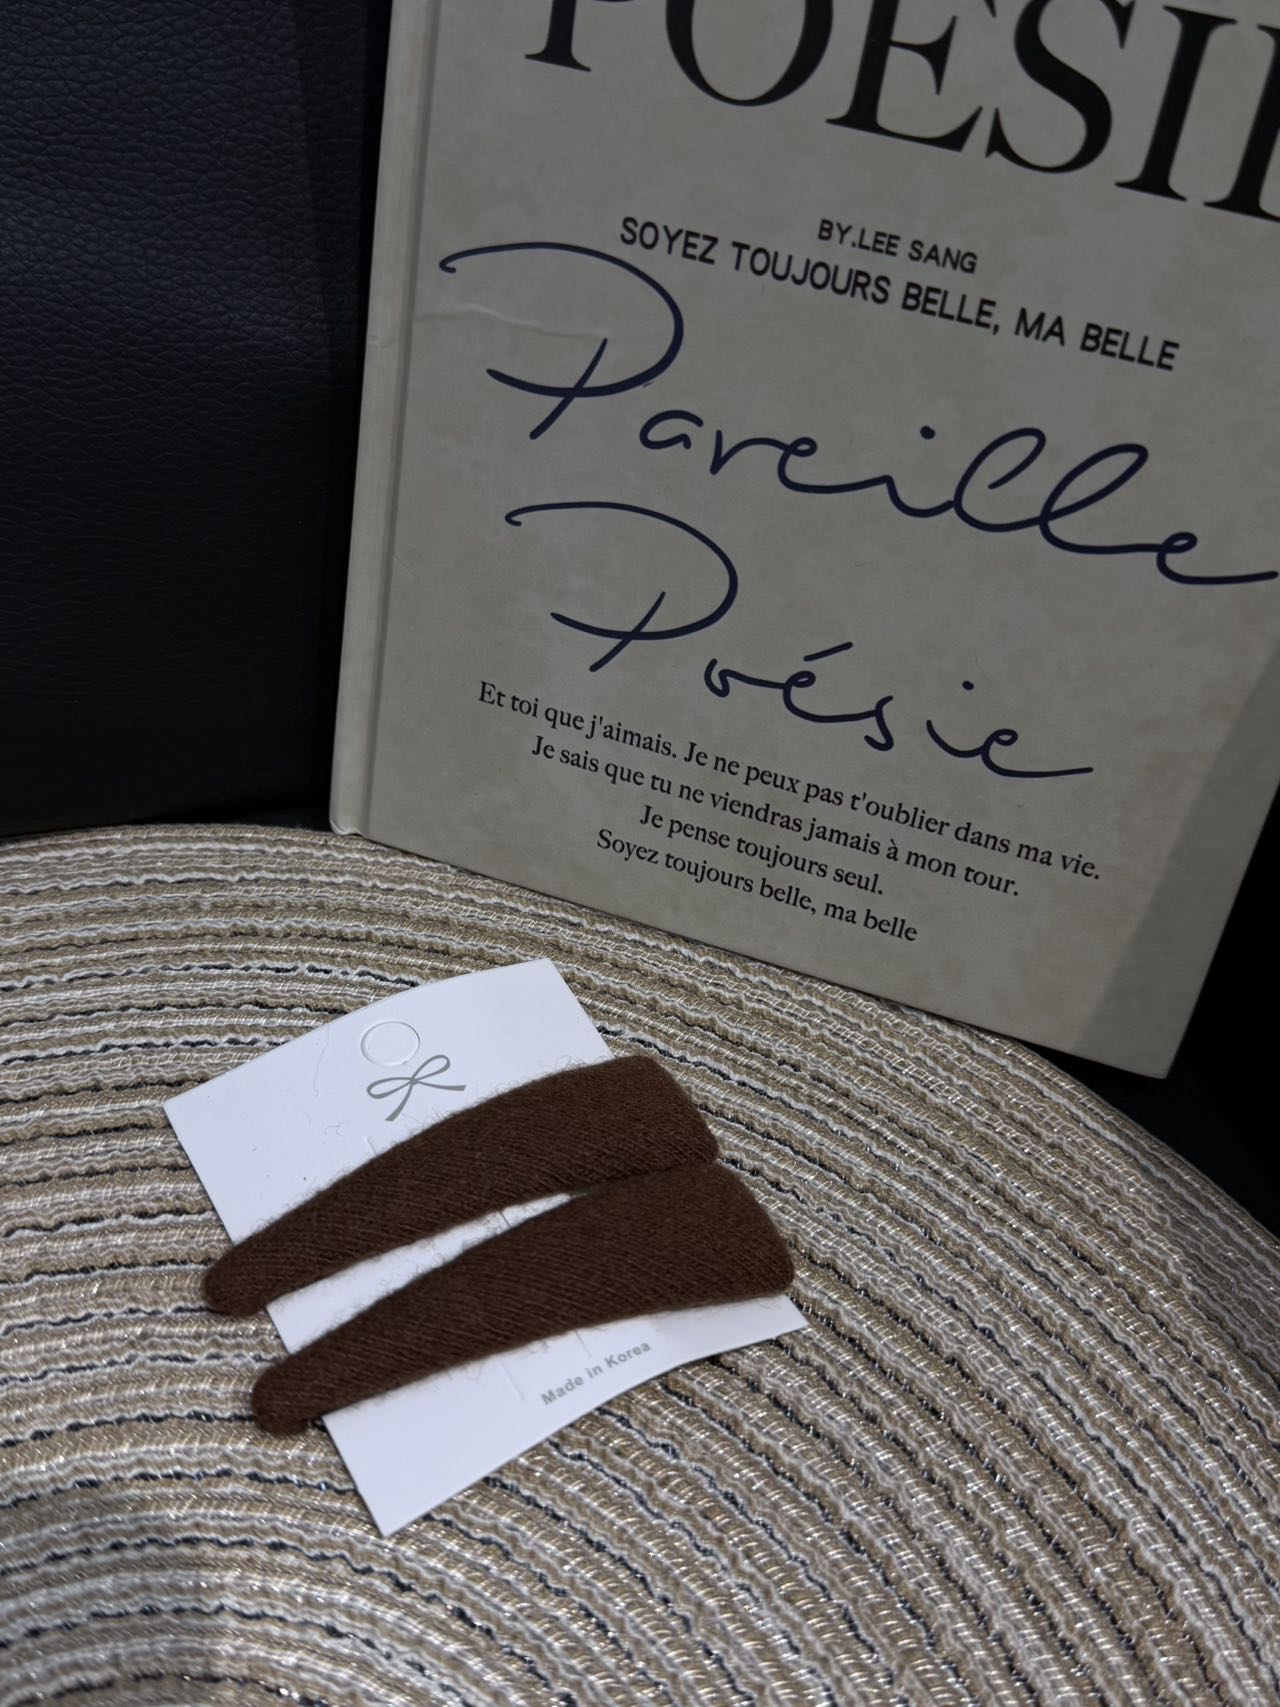 POÉSIE
BY.LEE SANG
SOYEZ TOUJOURS BELLE, MA BELLE
Pareille
Poésie
Et toi que j'aimais. Je ne peux pas t'oublier dans ma vie.
Je sais que tu ne viendras jamais à mon tour.
Je pense toujours seul.
Soyez toujours belle, ma belle
Made in Korea